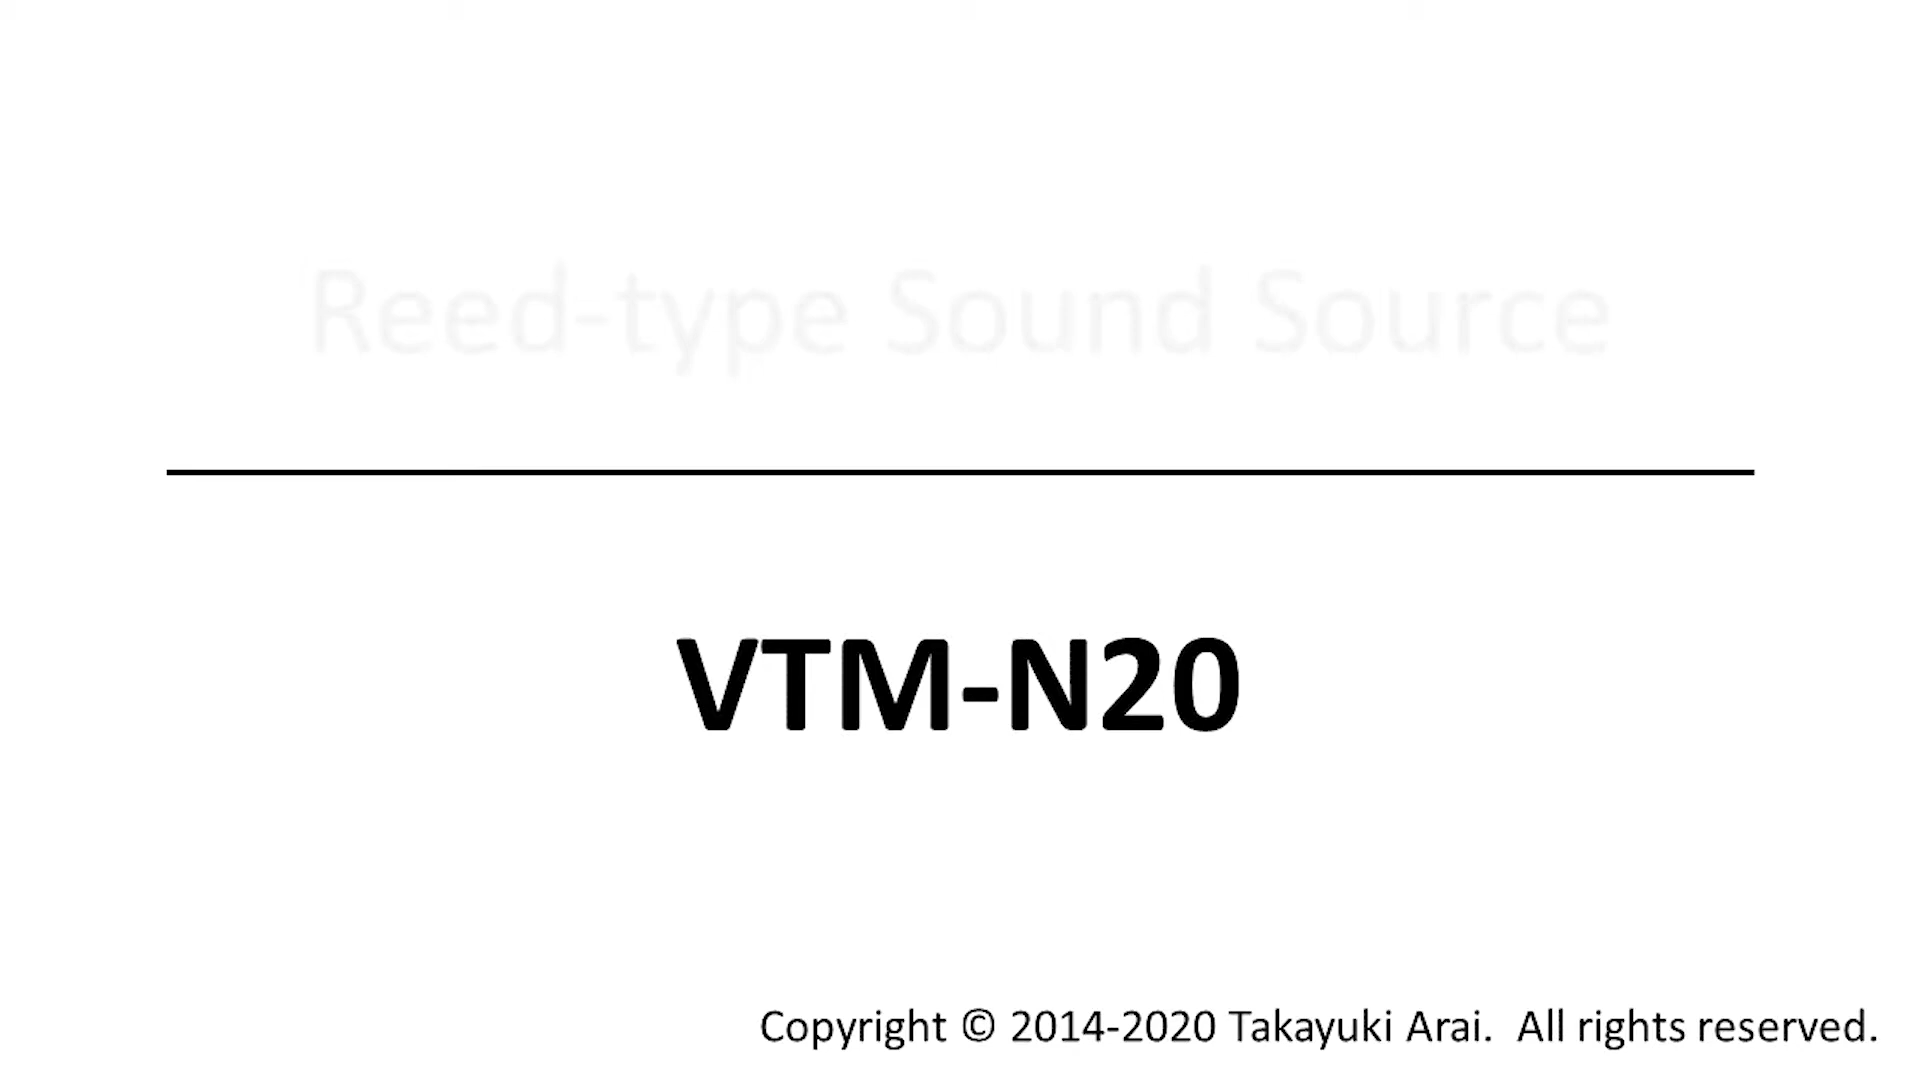 Reed-type Sound Source
VTM-N20
Copyright © 2014-2020 Takayuki Arai.  All rights reserved.